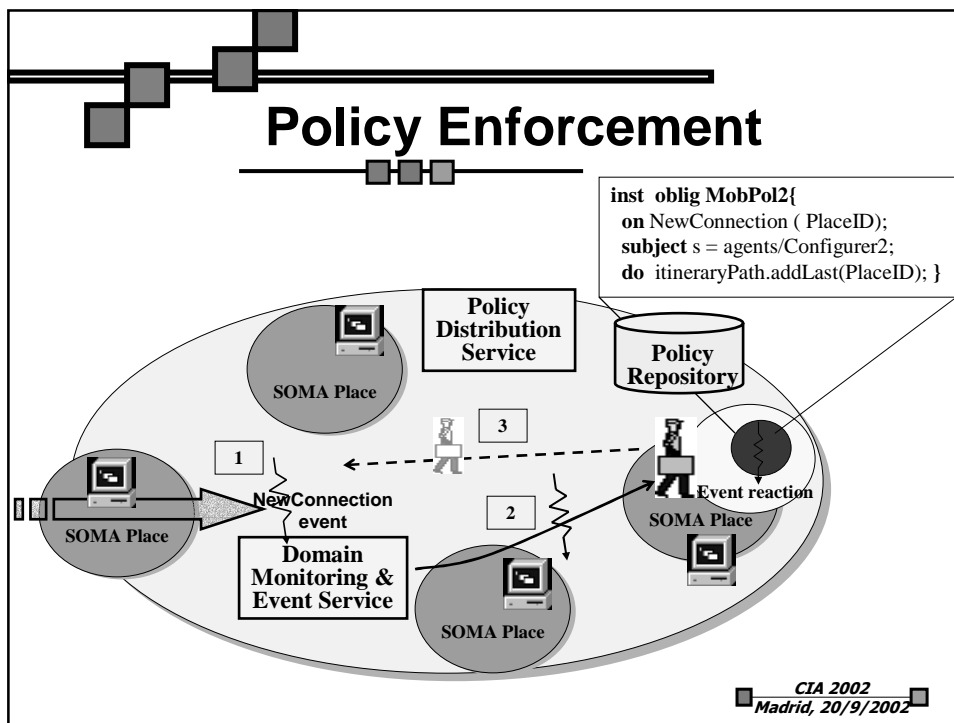 Policy Enforcement
inst oblig MobPol2{
on NewConnection ( PlaceID);
subject s = agents/Configurer2;
do itineraryPath.addLast(PlaceID); }
Policy
Distribution
Service
Policy
Repository
SOMA Place
3
1
SOMA Place
NewConnection
event
2
Event reaction
SOMA Place
Domain
Monitoring &
Event Service
SOMA Place
CIA 2002
Madrid, 20/9/2002